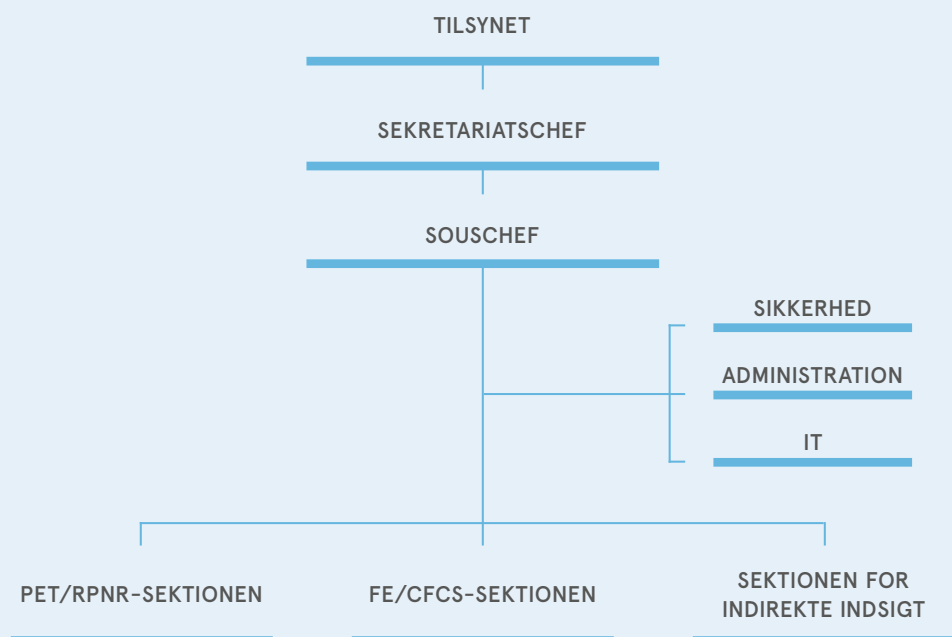 TILSYNET
SEKRETARIATSCHEF
SOUSCHEF
SIKKERHED
ADMINISTRATION
IT
PET/RPNR-SEKTIONEN
FE/CFCS-SEKTIONEN
SEKTIONEN FOR
INDIREKTE INDSIGT